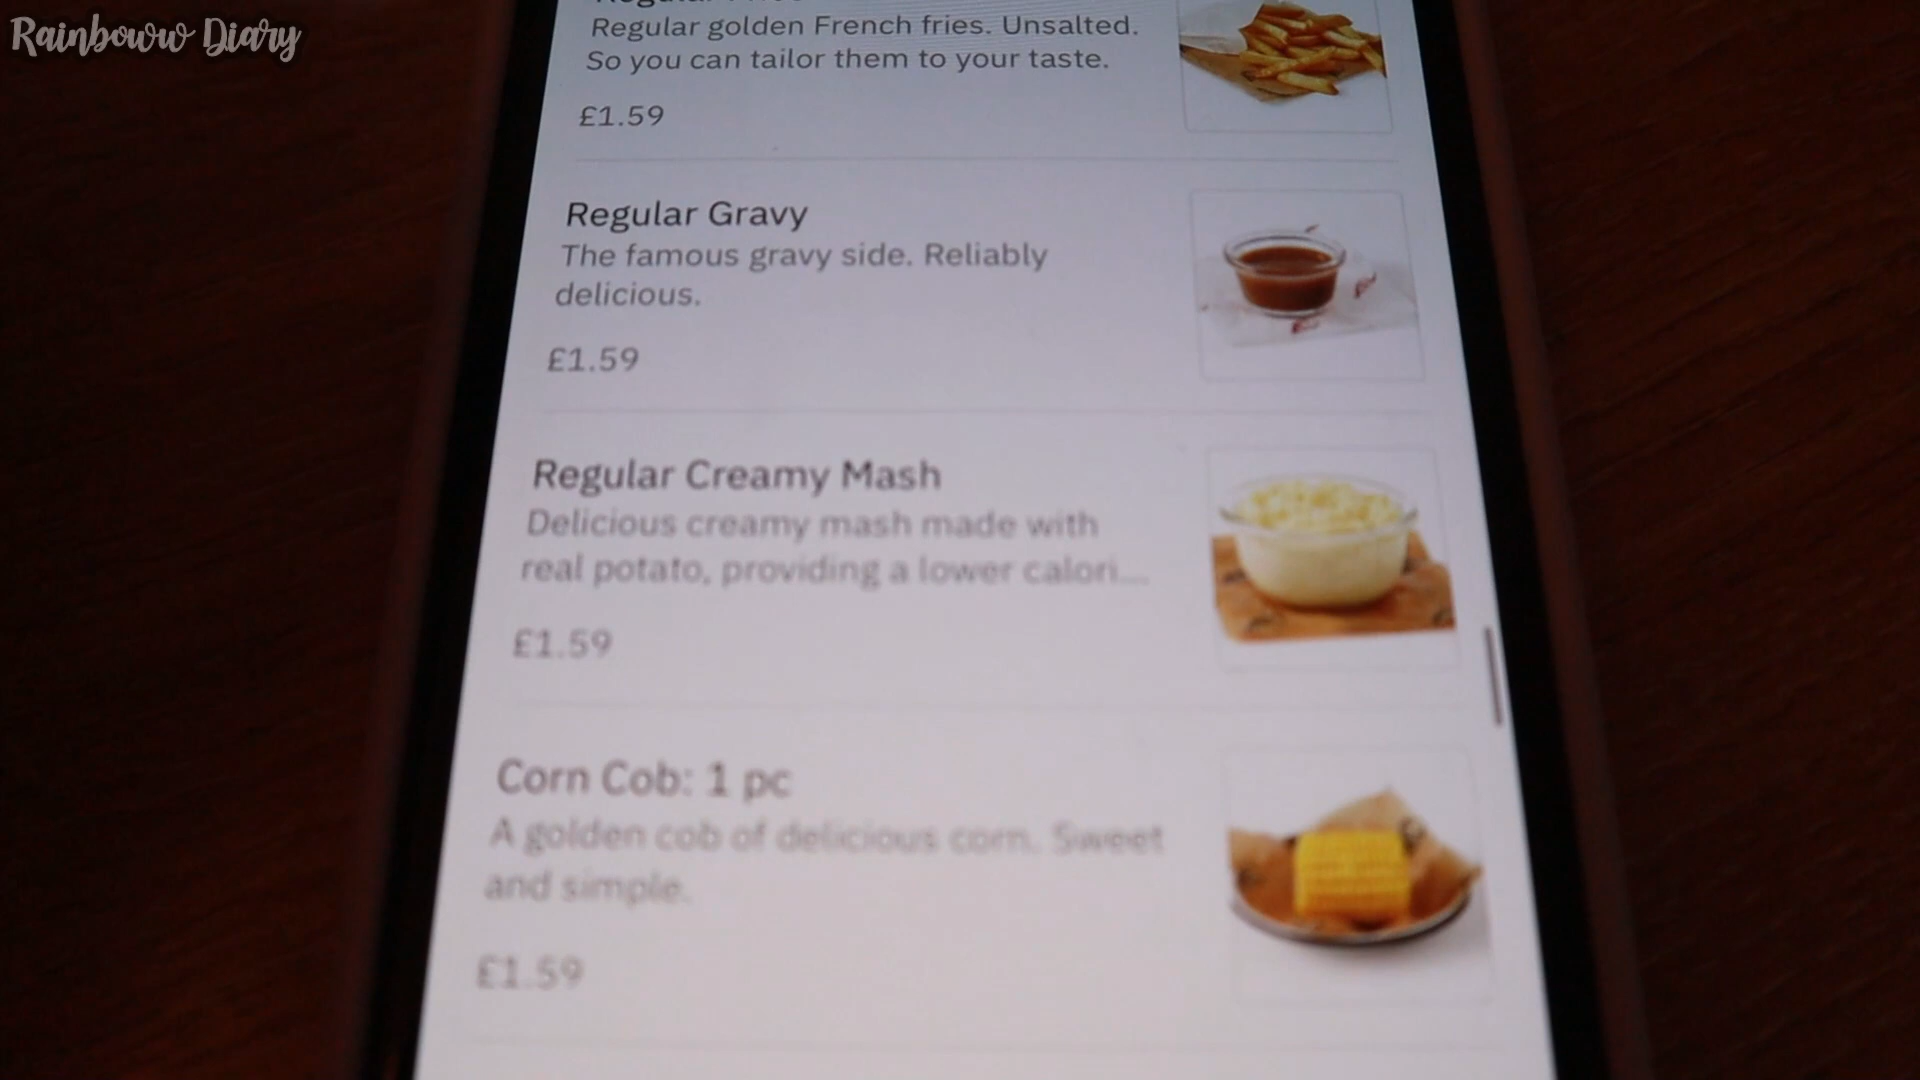 Rainboww Diary
Regular golden French fries. Unsalted.
So you can tailor them to your taste.
£1.59
Regular Gravy
The famous gravy side. Reliably
delicious.
£1.59
Regular Creamy Mash
Delicious creamy mash made with
real potato, providing a lower calori...
£1.59
Corn Cob: 1 pc
A golden cob of delicious corn. Sweet
and simple.
£1.59